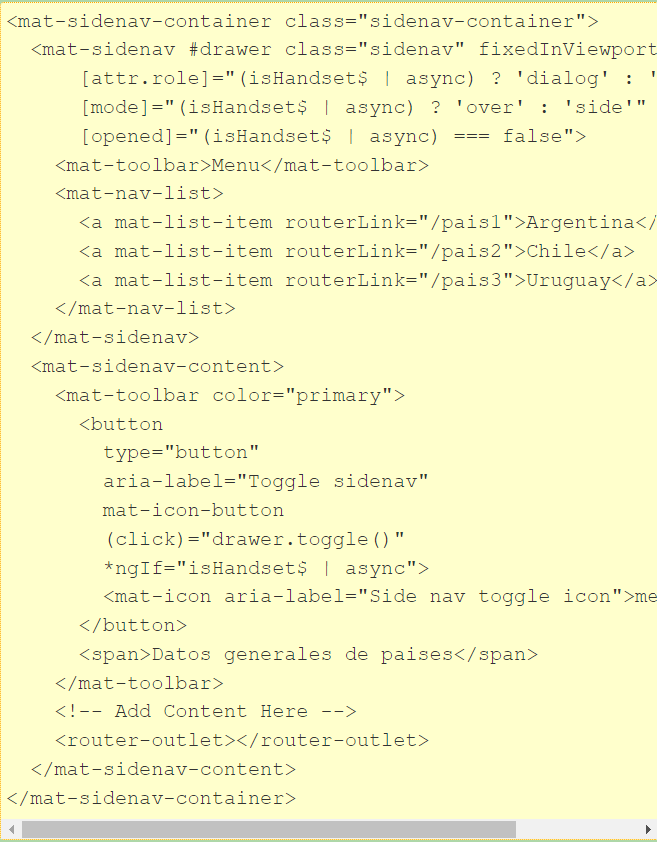 <mat-sidenav-container class="sidenav-container">
  <mat-sidenav #drawer class="sidenav" fixedInViewport
      [attr.role]="(isHandset$ | async) ? 'dialog' : '
      [mode]="(isHandset$ | async) ? 'over' : 'side'"
      [opened]="(isHandset$ | async) === false">
    <mat-toolbar>Menu</mat-toolbar>
    <mat-nav-list>
      <a mat-list-item routerLink="/pais1">Argentina</
      <a mat-list-item routerLink="/pais2">Chile</a>
      <a mat-list-item routerLink="/pais3">Uruguay</a>
    </mat-nav-list>
  </mat-sidenav>
  <mat-sidenav-content>
    <mat-toolbar color="primary">
      <button
        type="button"
        aria-label="Toggle sidenav"
        mat-icon-button
        (click)="drawer.toggle()"
        *ngIf="isHandset$ | async">
        <mat-icon aria-label="Side nav toggle icon">me
      </button>
      <span>Datos generales de paises</span>
    </mat-toolbar>
    <!-- Add Content Here -->
    <router-outlet></router-outlet>
  </mat-sidenav-content>
</mat-sidenav-container>